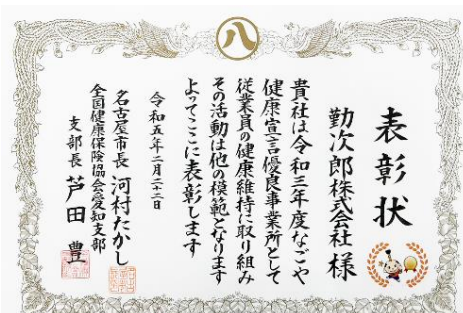 八
表彰状
勤次郎株式会社 様
貴社は令和三年度なごや
健康宣言優良事業所として
従業員の健康維持に取り組み
その活動は他の模範となります
よってここに表彰します
令和五年二月二十二日
名古屋市長 河村たかし
全国健康保険協会愛知支部
支部長 芦田 豊